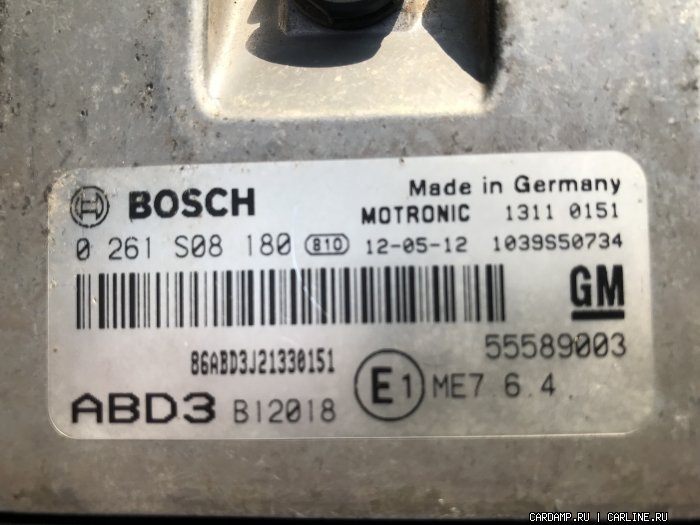 BOSCH Made in Germany
MOTRONIC 1311 0151
0 261 S08 180 B10 12-05-12 1039S50734
GM
86ABD3J21330151 55589003
ABD3 B12018 E1 ME7.6.4
CARDAMP.RU | CARLINE.RU